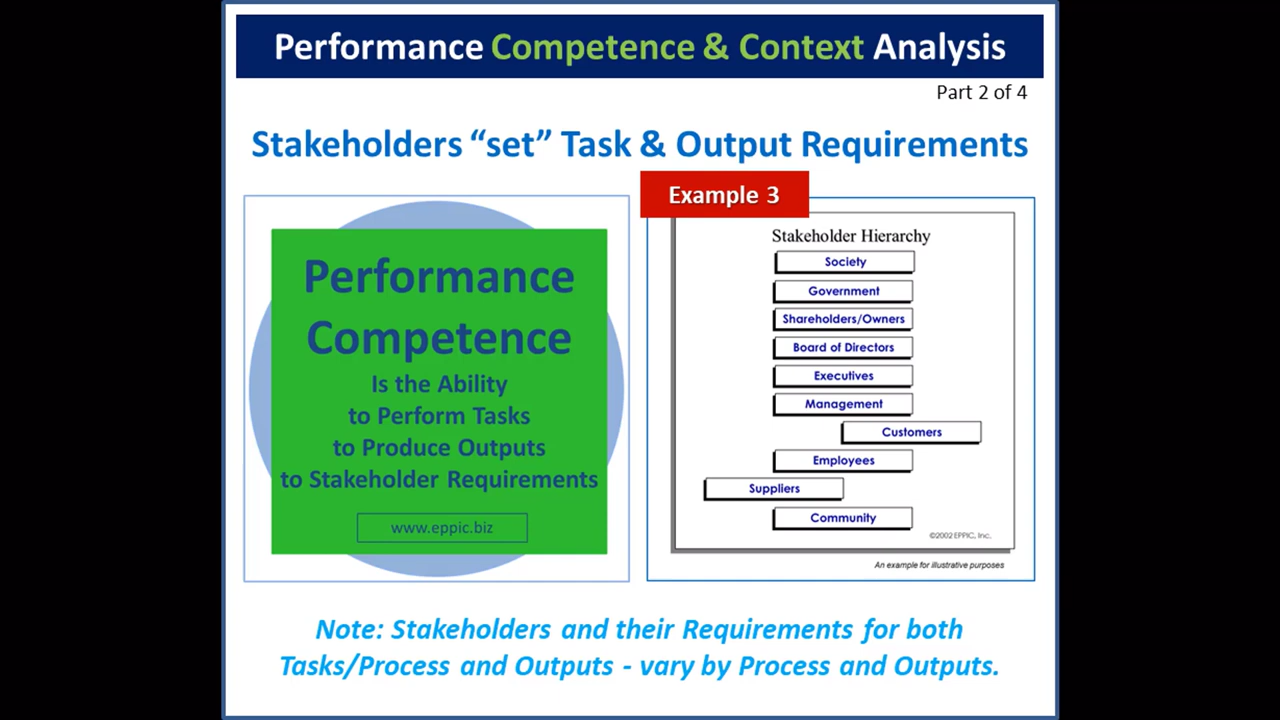 Performance Competence & Context Analysis
Part 2 of 4
Stakeholders “set” Task & Output Requirements
Performance
Competence
Is the Ability
to Perform Tasks
to Produce Outputs
to Stakeholder Requirements
www.eppic.biz
Example 3
Stakeholder Hierarchy
Society
Government
Shareholders/Owners
Board of Directors
Executives
Management
Customers
Employees
Suppliers
Community
©2002 EPPIC, Inc.
An example for illustrative purposes
Note: Stakeholders and their Requirements for both
Tasks/Process and Outputs - vary by Process and Outputs.